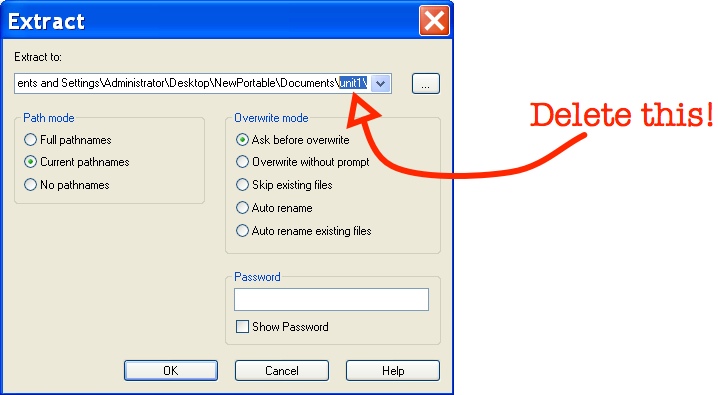 Extract
Extract to:
ents and Settings\Administrator\Desktop\NewPortable\Documents\unit1\
...
Delete this!
Path mode
Full pathnames
Current pathnames
No pathnames
Overwrite mode
Ask before overwrite
Overwrite without prompt
Skip existing files
Auto rename
Auto rename existing files
Password
Show Password
OK
Cancel
Help